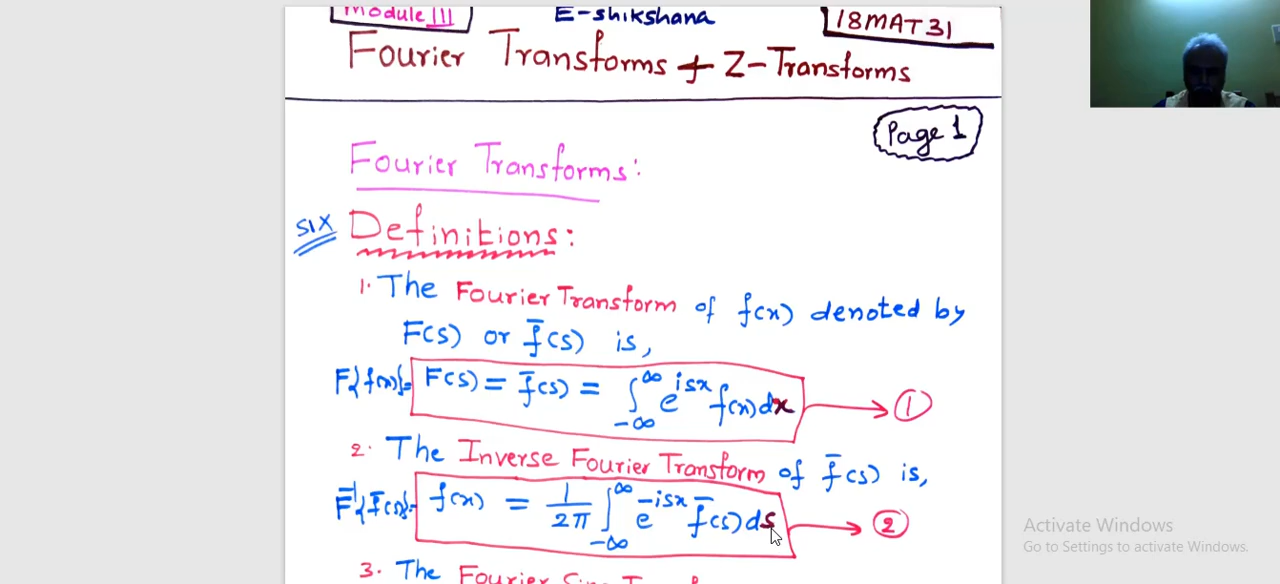 Module III E-shikshana 18MAT31
Fourier Transforms + Z-Transforms
Page 1
Fourier Transforms:
SIX Definitions:
1. The Fourier Transform of f(x) denoted by
F(s) or f̄(s) is,
F{f(x)}= F(s) = f̄(s) = ∫_{-∞}^{∞} e^{isx} f(x)dx → ①
2. The Inverse Fourier Transform of f̄(s) is,
F⁻¹{f̄(s)}= f(x) = 1/2π ∫_{-∞}^{∞} e^{-isx} f̄(s)ds → ②
3. The Fourier Sine
Activate Windows
Go to Settings to activate Windows.